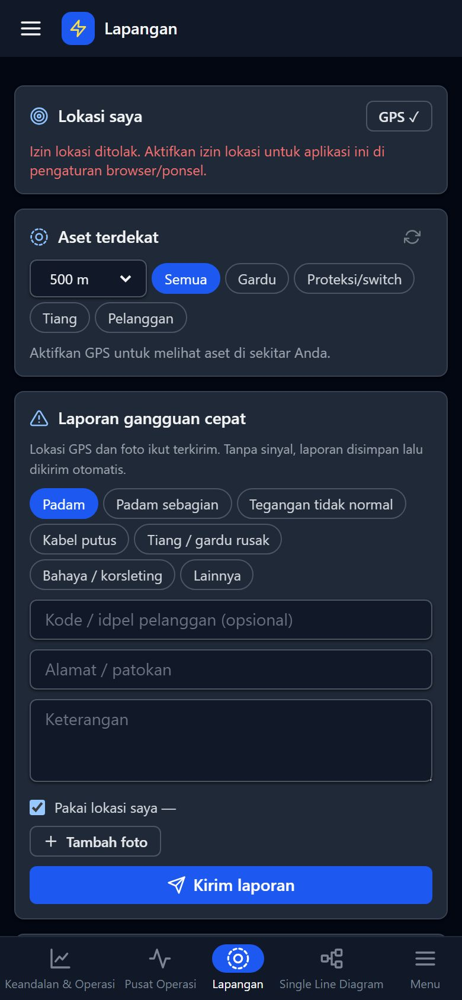 Lapangan
Lokasi saya
GPS ✓
Izin lokasi ditolak. Aktifkan izin lokasi untuk aplikasi ini di
pengaturan browser/ponsel.
Aset terdekat
500 m
Semua
Gardu
Proteksi/switch
Tiang
Pelanggan
Aktifkan GPS untuk melihat aset di sekitar Anda.
Laporan gangguan cepat
Lokasi GPS dan foto ikut terkirim. Tanpa sinyal, laporan disimpan lalu
dikirim otomatis.
Padam
Padam sebagian
Tegangan tidak normal
Kabel putus
Tiang / gardu rusak
Bahaya / korsleting
Lainnya
Kode / idpel pelanggan (opsional)
Alamat / patokan
Keterangan
Pakai lokasi saya —
Tambah foto
Kirim laporan
Keandalan & Operasi
Pusat Operasi
Lapangan
Single Line Diagram
Menu